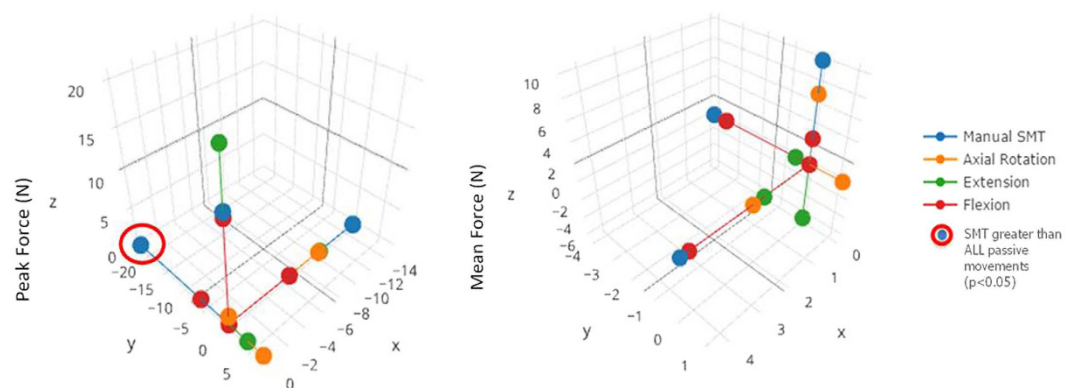 Peak Force (N)
z
20
15
10
5
0
−20
−15
−10
−5
0
5
y
−14
−12
−10
−8
−6
−4
−2
0
x
Mean Force (N)
z
10
8
6
4
2
0
−2
−4
−6
−4
−3
−2
−1
0
1
y
0
1
2
3
4
x
Manual SMT
Axial Rotation
Extension
Flexion
SMT greater than
ALL passive
movements
(p<0.05)